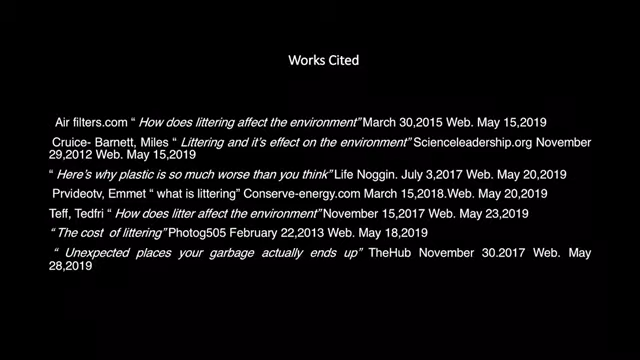 Works Cited
Air filters.com “ How does littering affect the environment” March 30,2015 Web. May 15,2019
Cruice- Barnett, Miles “ Littering and it’s effect on the environment” Scienceleadership.org November
29,2012 Web. May 15,2019
“ Here’s why plastic is so much worse than you think” Life Noggin. July 3,2017 Web. May 20,2019
Prvideotv, Emmet “ what is littering” Conserve-energy.com March 15,2018.Web. May 20,2019
Teff, Tedfri “ How does litter affect the environment” November 15,2017 Web. May 23,2019
“ The cost of littering” Photog505 February 22,2013 Web. May 18,2019
“ Unexpected places your garbage actually ends up” TheHub November 30.2017 Web. May
28,2019